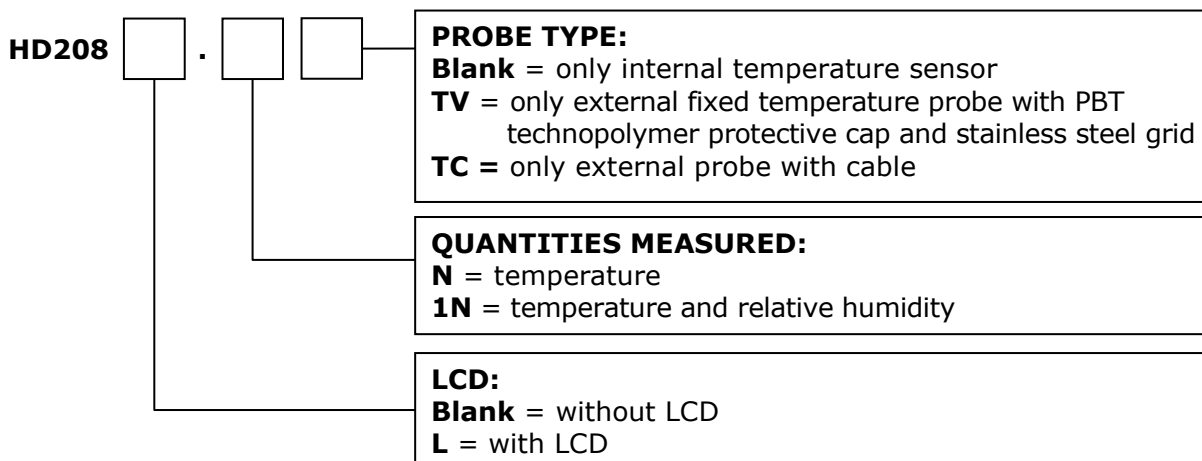 HD208 .
PROBE TYPE:
Blank = only internal temperature sensor
TV = only external fixed temperature probe with PBT
technopolymer protective cap and stainless steel grid
TC = only external probe with cable
QUANTITIES MEASURED:
N = temperature
1N = temperature and relative humidity
LCD:
Blank = without LCD
L = with LCD